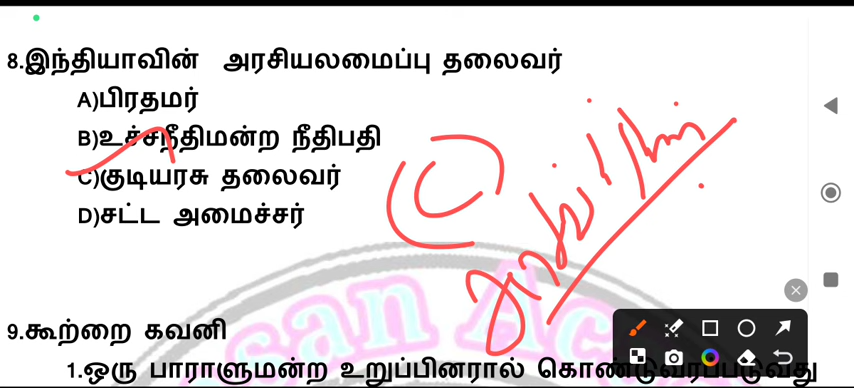 8.இந்தியாவின் அரசியலமைப்பு தலைவர்
A)பிரதமர்
B)உச்சநீதிமன்ற நீதிபதி
C)குடியரசு தலைவர்
D)சட்ட அமைச்சர்
C
9.கூற்றை கவனி
1.ஒரு பாராளுமன்ற உறுப்பினரால் கொண்டுவரப்படுவது